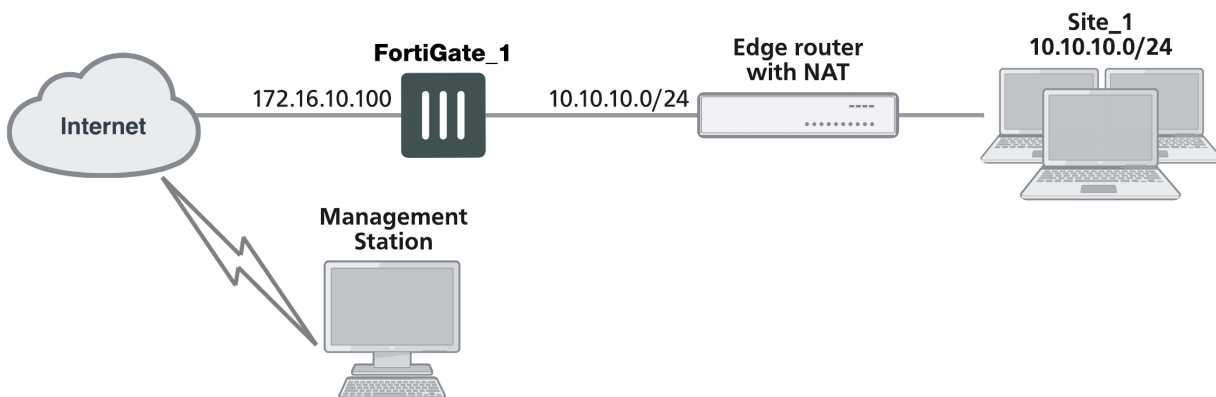 Site_1
10.10.10.0/24
Edge router
with NAT
FortiGate_1
172.16.10.100
10.10.10.0/24
Internet
Management
Station